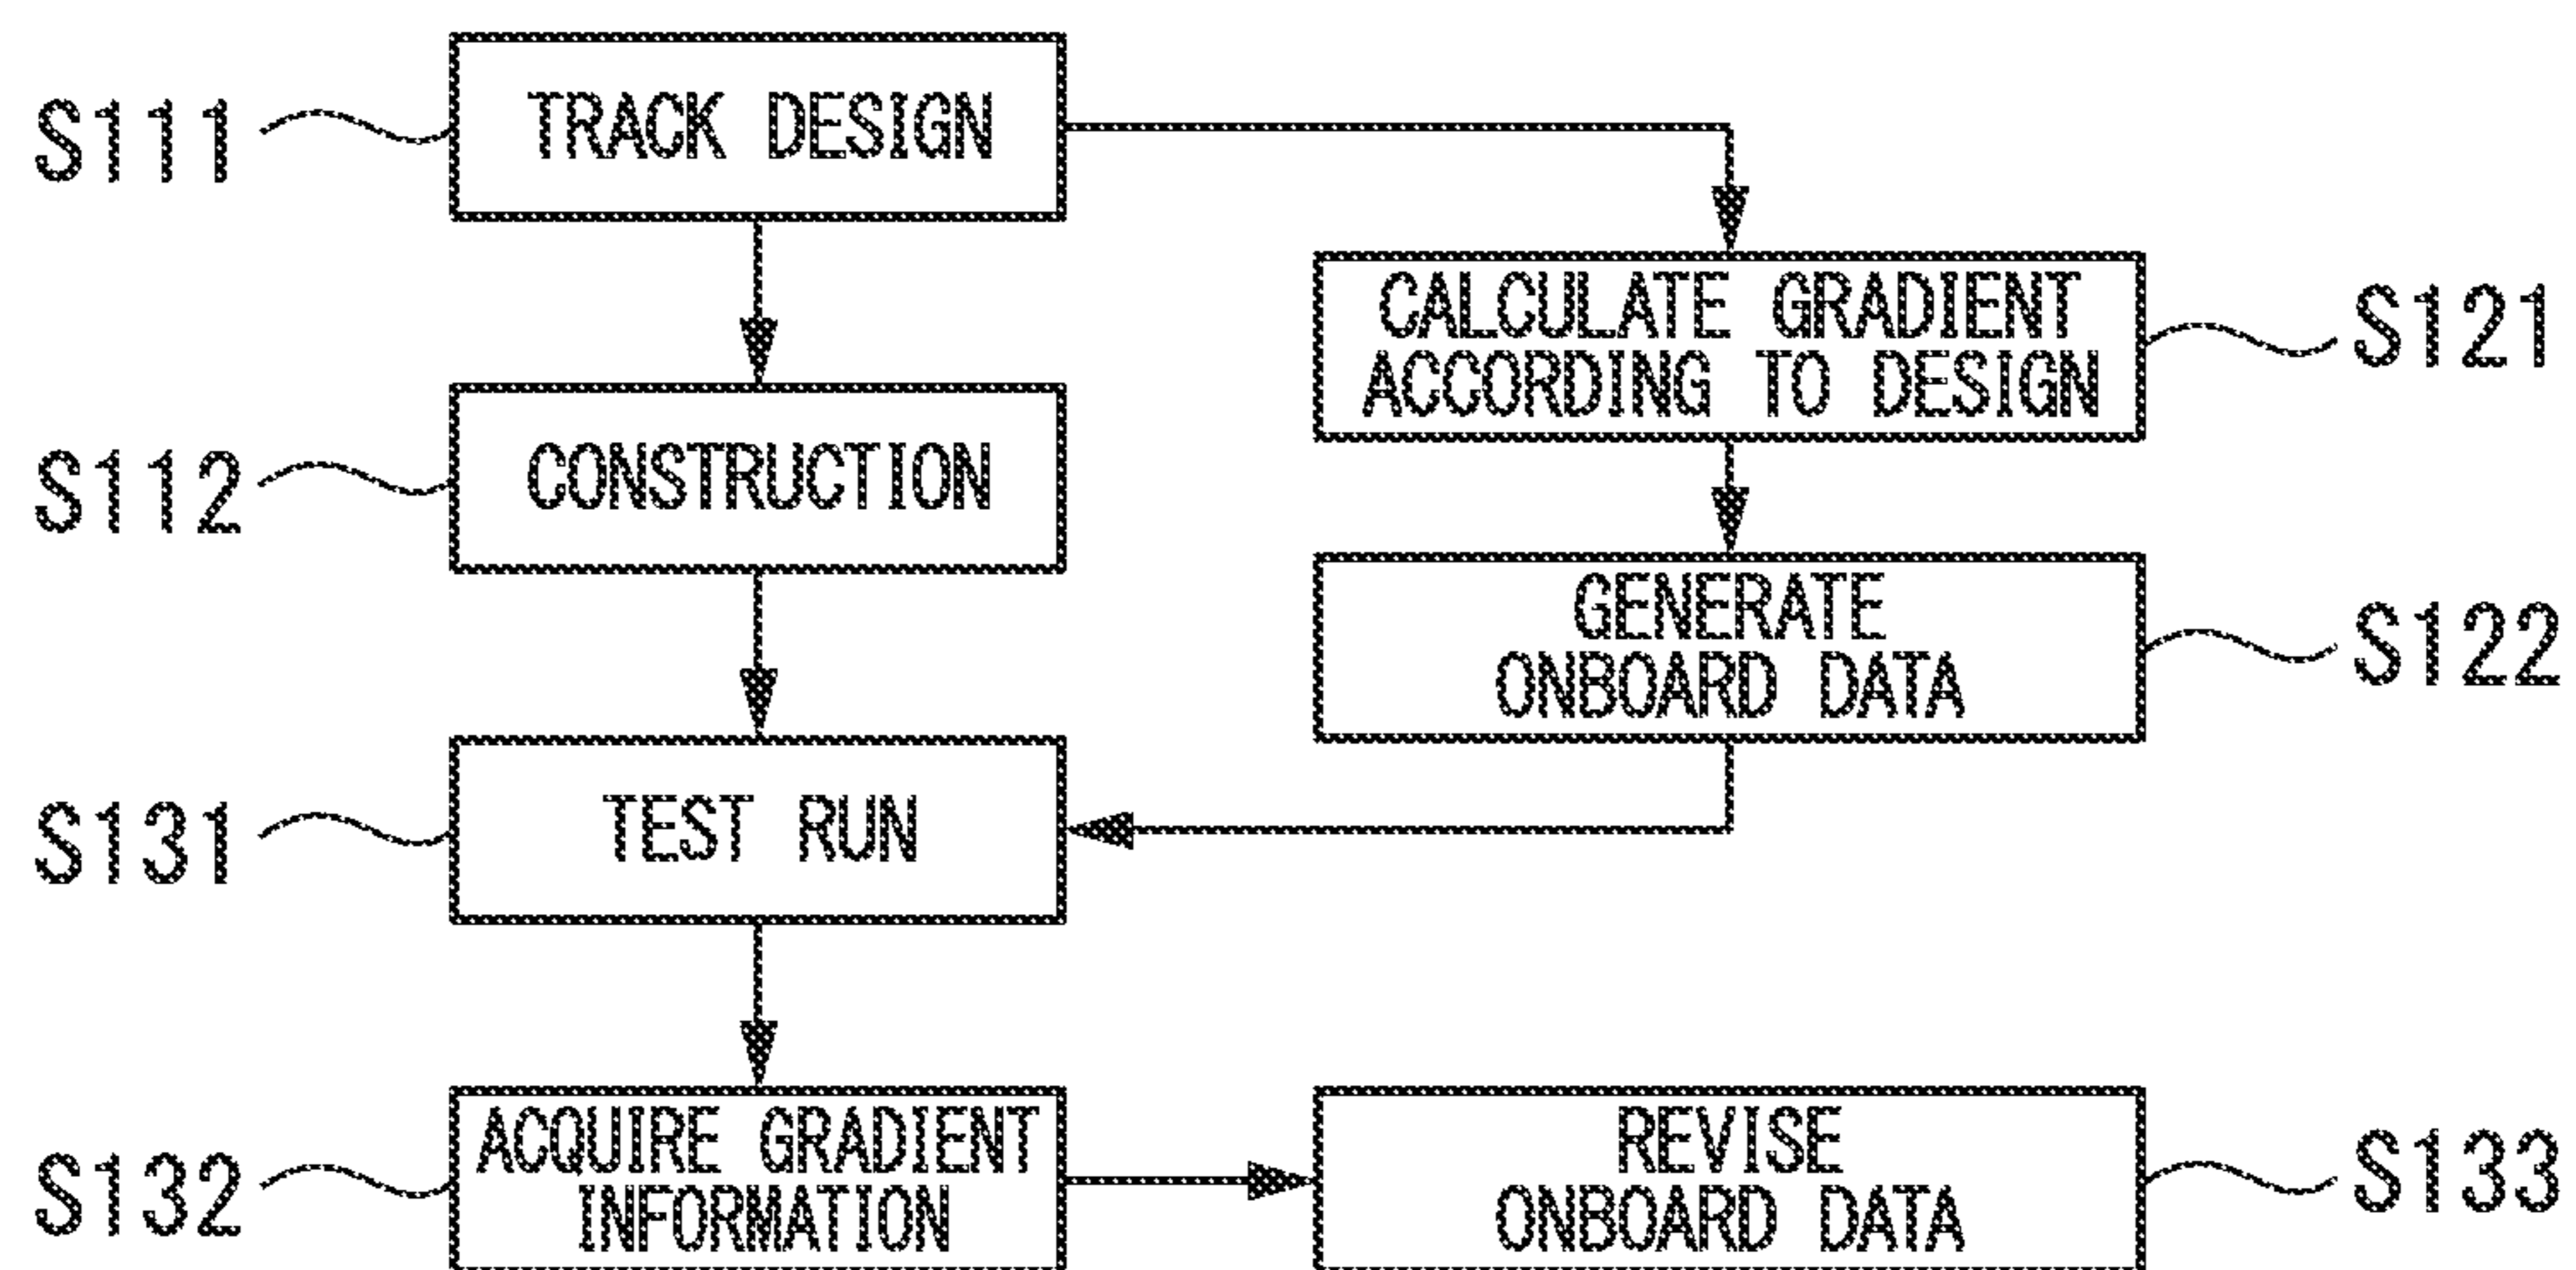 S111
TRACK DESIGN
CALCULATE GRADIENT
ACCORDING TO DESIGN
S121
S112
CONSTRUCTION
GENERATE
ONBOARD DATA
S122
S131
TEST RUN
S132
ACQUIRE GRADIENT
INFORMATION
REVISE
ONBOARD DATA
S133